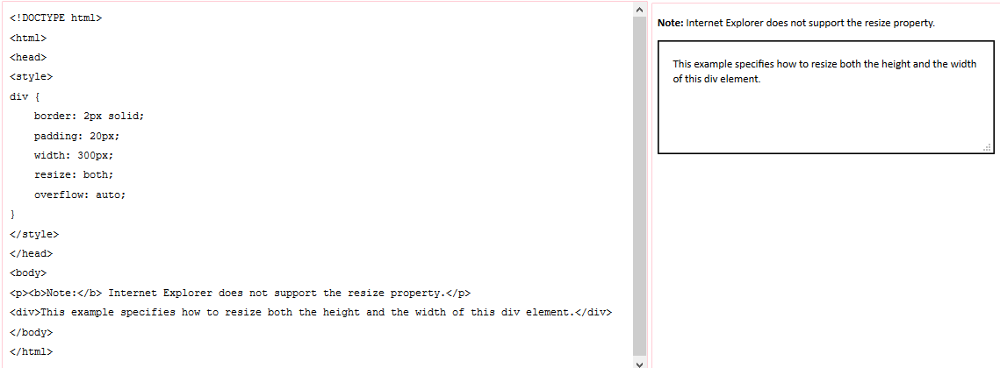 <!DOCTYPE html>
<html>
<head>
<style>
div {
    border: 2px solid;
    padding: 20px;
    width: 300px;
    resize: both;
    overflow: auto;
}
</style>
</head>
<body>
<p><b>Note:</b> Internet Explorer does not support the resize property.</p>
<div>This example specifies how to resize both the height and the width of this div element.</div>
</body>
</html>
Note: Internet Explorer does not support the resize property.
This example specifies how to resize both the height and the width
of this div element.